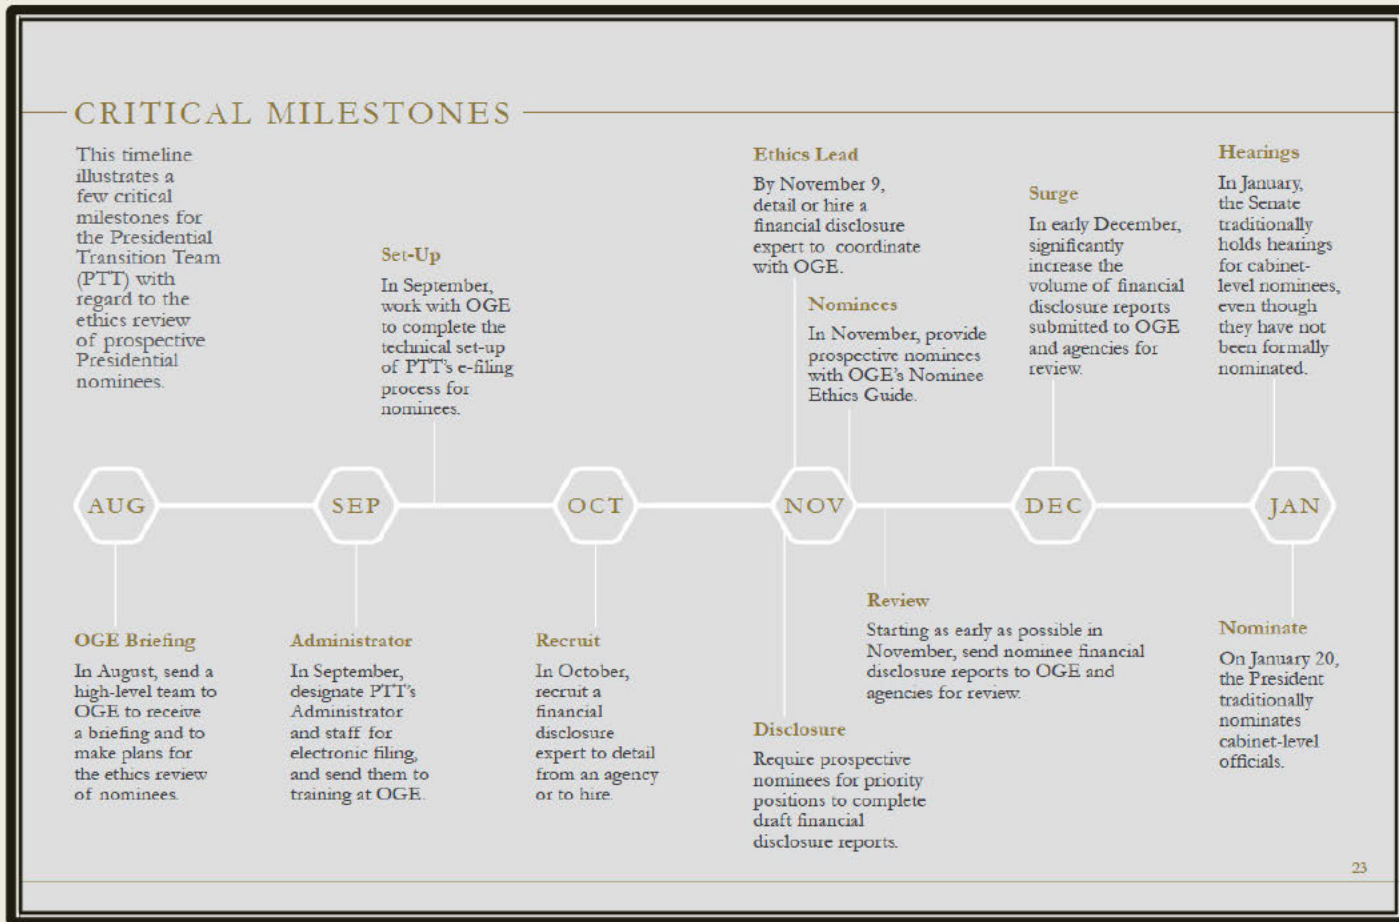 CRITICAL MILESTONES
This timeline
illustrates a
few critical
milestones for
the Presidential
Transition Team
(PTT) with
regard to the
ethics review
of prospective
Presidential
nominees.
Set-Up
In September,
work with OGE
to complete the
technical set-up
of PTT's e-filing
process for
nominees.
Ethics Lead
By November 9,
detail or hire a
financial disclosure
expert to coordinate
with OGE.
Nominees
In November, provide
prospective nominees
with OGE's Nominee
Ethics Guide.
Surge
In early December,
significantly
increase the
volume of financial
disclosure reports
submitted to OGE
and agencies for
review.
Hearings
In January,
the Senate
traditionally
holds hearings
for cabinet-
level nominees,
even though
they have not
been formally
nominated.
AUG
SEP
OCT
NOV
DEC
JAN
OGE Briefing
In August, send a
high-level team to
OGE to receive
a briefing and to
make plans for
the ethics review
of nominees.
Administrator
In September,
designate PTT's
Administrator
and staff for
electronic filing,
and send them to
training at OGE.
Recruit
In October,
recruit a
financial
disclosure
expert to detail
from an agency
or to hire.
Disclosure
Require prospective
nominees for priority
positions to complete
draft financial
disclosure reports.
Review
Starting as early as possible in
November, send nominee financial
disclosure reports to OGE and
agencies for review.
Nominate
On January 20,
the President
traditionally
nominates
cabinet-level
officials.
23